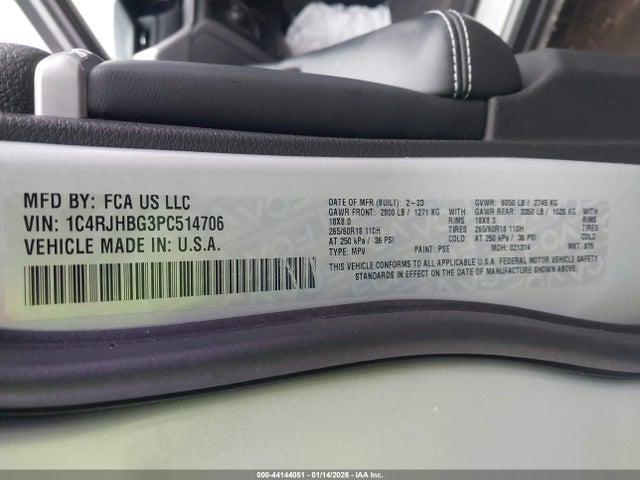 MFD BY: FCA US LLC
VIN: 1C4RJHBG3PC514706
VEHICLE MADE IN: U.S.A.
DATE OF MFR (BUILT): 2-23 GVWR: 6050 LB / 2745 KG
GAWR FRONT: 2800 LB / 1271 KG WITH GAWR REAR: 3350 LB / 1520 KG WITH
18X8.0 RIMS 18X8.0 RIMS
265/60R18 110H TIRES 265/60R18 110H TIRES
AT 250 kPa / 36 PSI COLD AT 250 kPa / 36 PSI COLD
TYPE: MPV PAINT: PSE MDH: 021314 MKT: 875
THIS VEHICLE CONFORMS TO ALL APPLICABLE U.S.A. FEDERAL MOTOR VEHICLE SAFETY
STANDARDS IN EFFECT ON THE DATE OF MANUFACTURE SHOWN ABOVE.
000-44144051 - 01/14/2026 - IAA Inc.